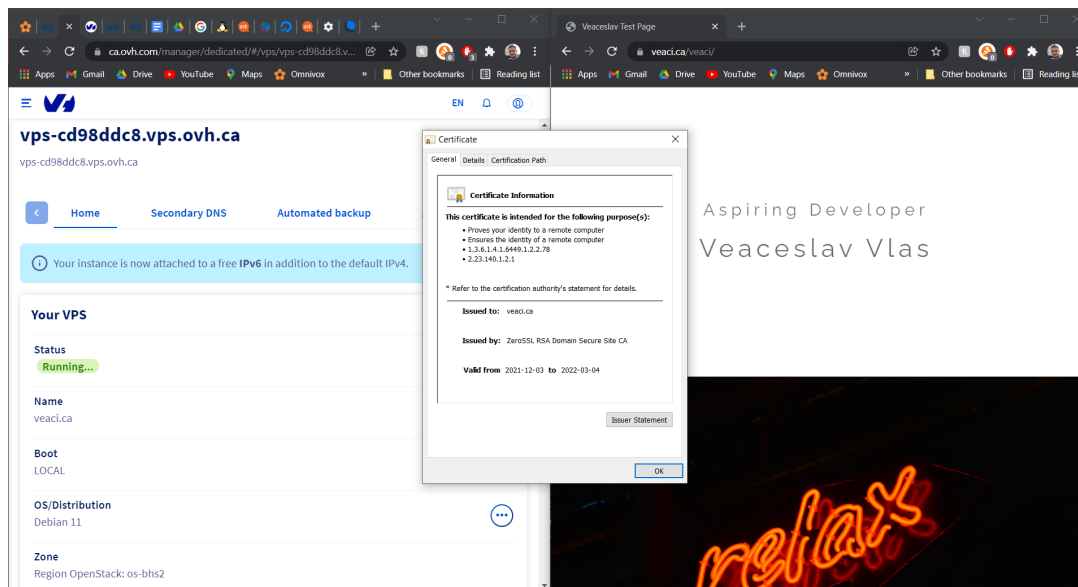 ca.ovh.com/manager/dedicated/#/vps/vps-cd98ddc8.v...
Apps Gmail Drive YouTube Maps Omnivox » Other bookmarks Reading list
EN
vps-cd98ddc8.vps.ovh.ca
vps-cd98ddc8.vps.ovh.ca
Home Secondary DNS Automated backup
Your instance is now attached to a free IPv6 in addition to the default IPv4.
Your VPS
Status
Running...
Name
veaci.ca
Boot
LOCAL
OS/Distribution
Debian 11
Zone
Region OpenStack: os-bhs2
Certificate
General Details Certification Path
Certificate Information
This certificate is intended for the following purpose(s):
• Proves your identity to a remote computer
• Ensures the identity of a remote computer
• 1.3.6.1.4.1.6449.1.2.2.78
• 2.23.140.1.2.1
* Refer to the certification authority's statement for details.
Issued to: veaci.ca
Issued by: ZeroSSL RSA Domain Secure Site CA
Valid from 2021-12-03 to 2022-03-04
Issuer Statement
OK
Veaceslav Test Page
veaci.ca/veaci/
Apps Gmail Drive YouTube Maps Omnivox » Other bookmarks Reading lis
Aspiring Developer
Veaceslav Vlas
relax